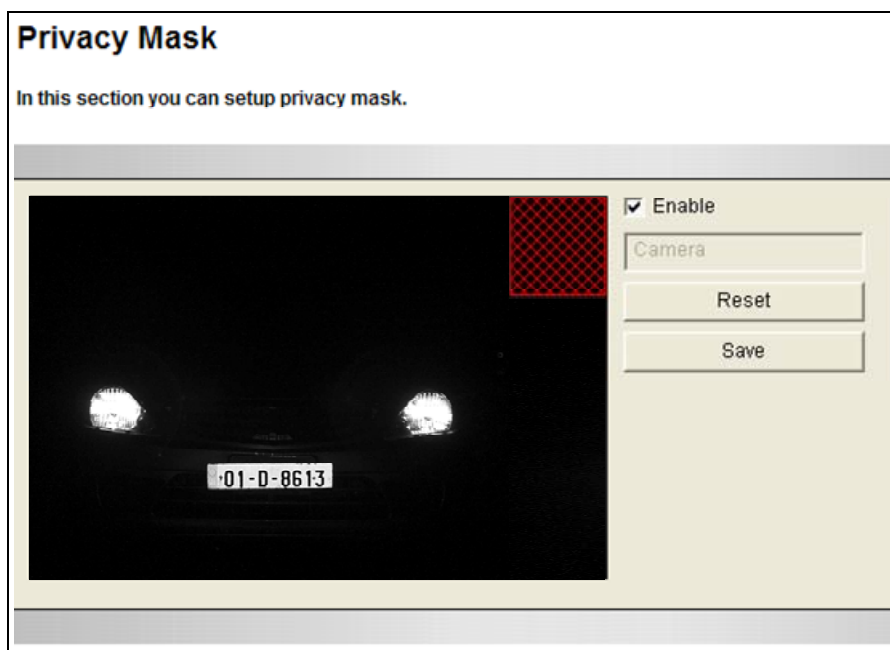 Privacy Mask
In this section you can setup privacy mask.
Enable
Camera
Reset
Save
01-D-8613